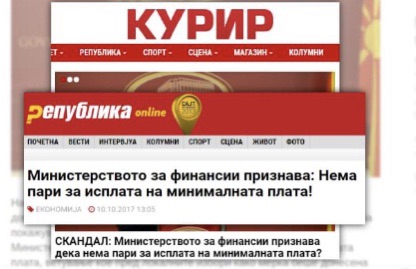 КУРИР
ЕТ РЕПУБЛИКА СПОРТ СЦЕНА МАГАЗИН КОЛУМНИ
Република online
ПОЧЕТНА ВЕСТИ ИНТЕРВЈУА КОЛУМНИ СПОРТ СЦЕНА ЖИВОТ ФОТО
Министерството за финансии признава: Нема
пари за исплата на минималната плата!
ЕКОНОМИЈА 10.10.2017 13:05
СКАНДАЛ: Министерството за финансии признава
дека нема пари за исплата на минималната плата?